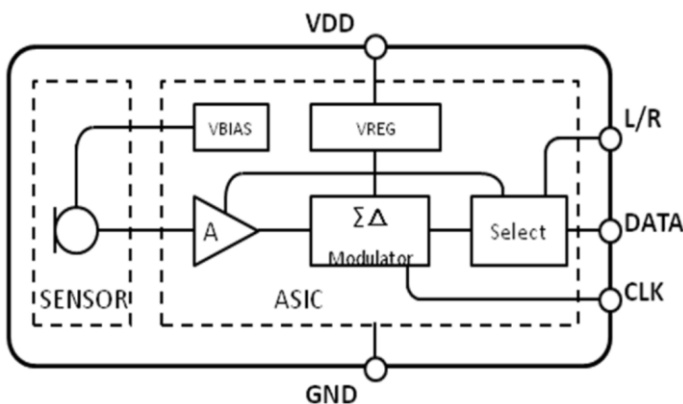 VDD
VBIAS
VREG
L/R
A
ΣΔ
Modulator
Select
DATA
SENSOR
ASIC
CLK
GND